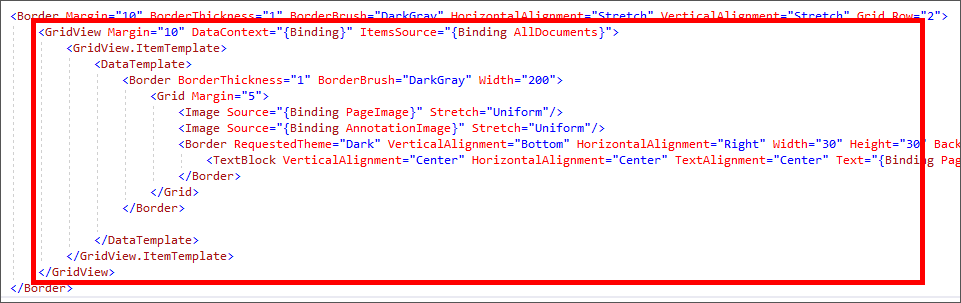 <Border Margin="10" BorderThickness="1" BorderBrush="DarkGray" HorizontalAlignment="Stretch" VerticalAlignment="Stretch" Grid.Row="2">
<GridView Margin="10" DataContext="{Binding}" ItemsSource="{Binding AllDocuments}">
<GridView.ItemTemplate>
<DataTemplate>
<Border BorderThickness="1" BorderBrush="DarkGray" Width="200">
<Grid Margin="5">
<Image Source="{Binding PageImage}" Stretch="Uniform"/>
<Image Source="{Binding AnnotationImage}" Stretch="Uniform"/>
<Border RequestedTheme="Dark" VerticalAlignment="Bottom" HorizontalAlignment="Right" Width="30" Height="30" Back
<TextBlock VerticalAlignment="Center" HorizontalAlignment="Center" TextAlignment="Center" Text="{Binding Pag
</Border>
</Grid>
</Border>
</DataTemplate>
</GridView.ItemTemplate>
</GridView>
</Border>